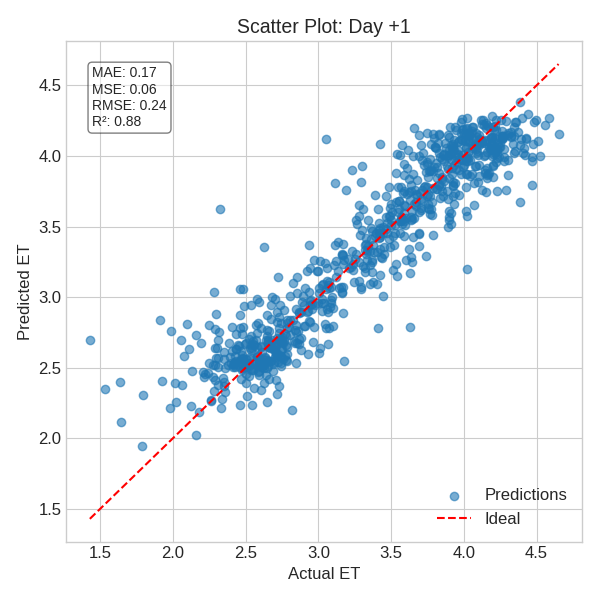 Scatter Plot: Day +1
MAE: 0.17
MSE: 0.06
RMSE: 0.24
R²: 0.88
4.5
4.0
3.5
3.0
2.5
2.0
1.5
Predicted ET
Predictions
Ideal
1.5 2.0 2.5 3.0 3.5 4.0 4.5
Actual ET